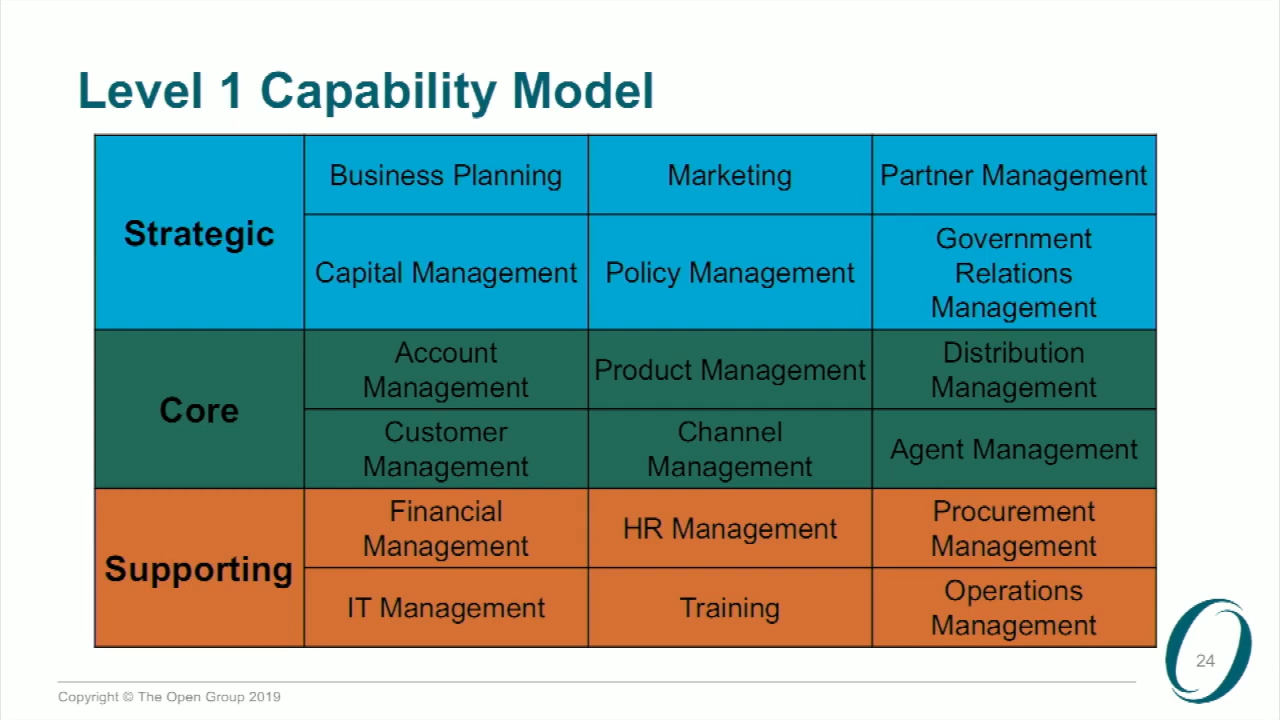 Level 1 Capability Model
Strategic
Business Planning
Marketing
Partner Management
Capital Management
Policy Management
Government
Relations
Management
Core
Account
Management
Product Management
Distribution
Management
Customer
Management
Channel
Management
Agent Management
Supporting
Financial
Management
HR Management
Procurement
Management
IT Management
Training
Operations
Management
24
Copyright © The Open Group 2019